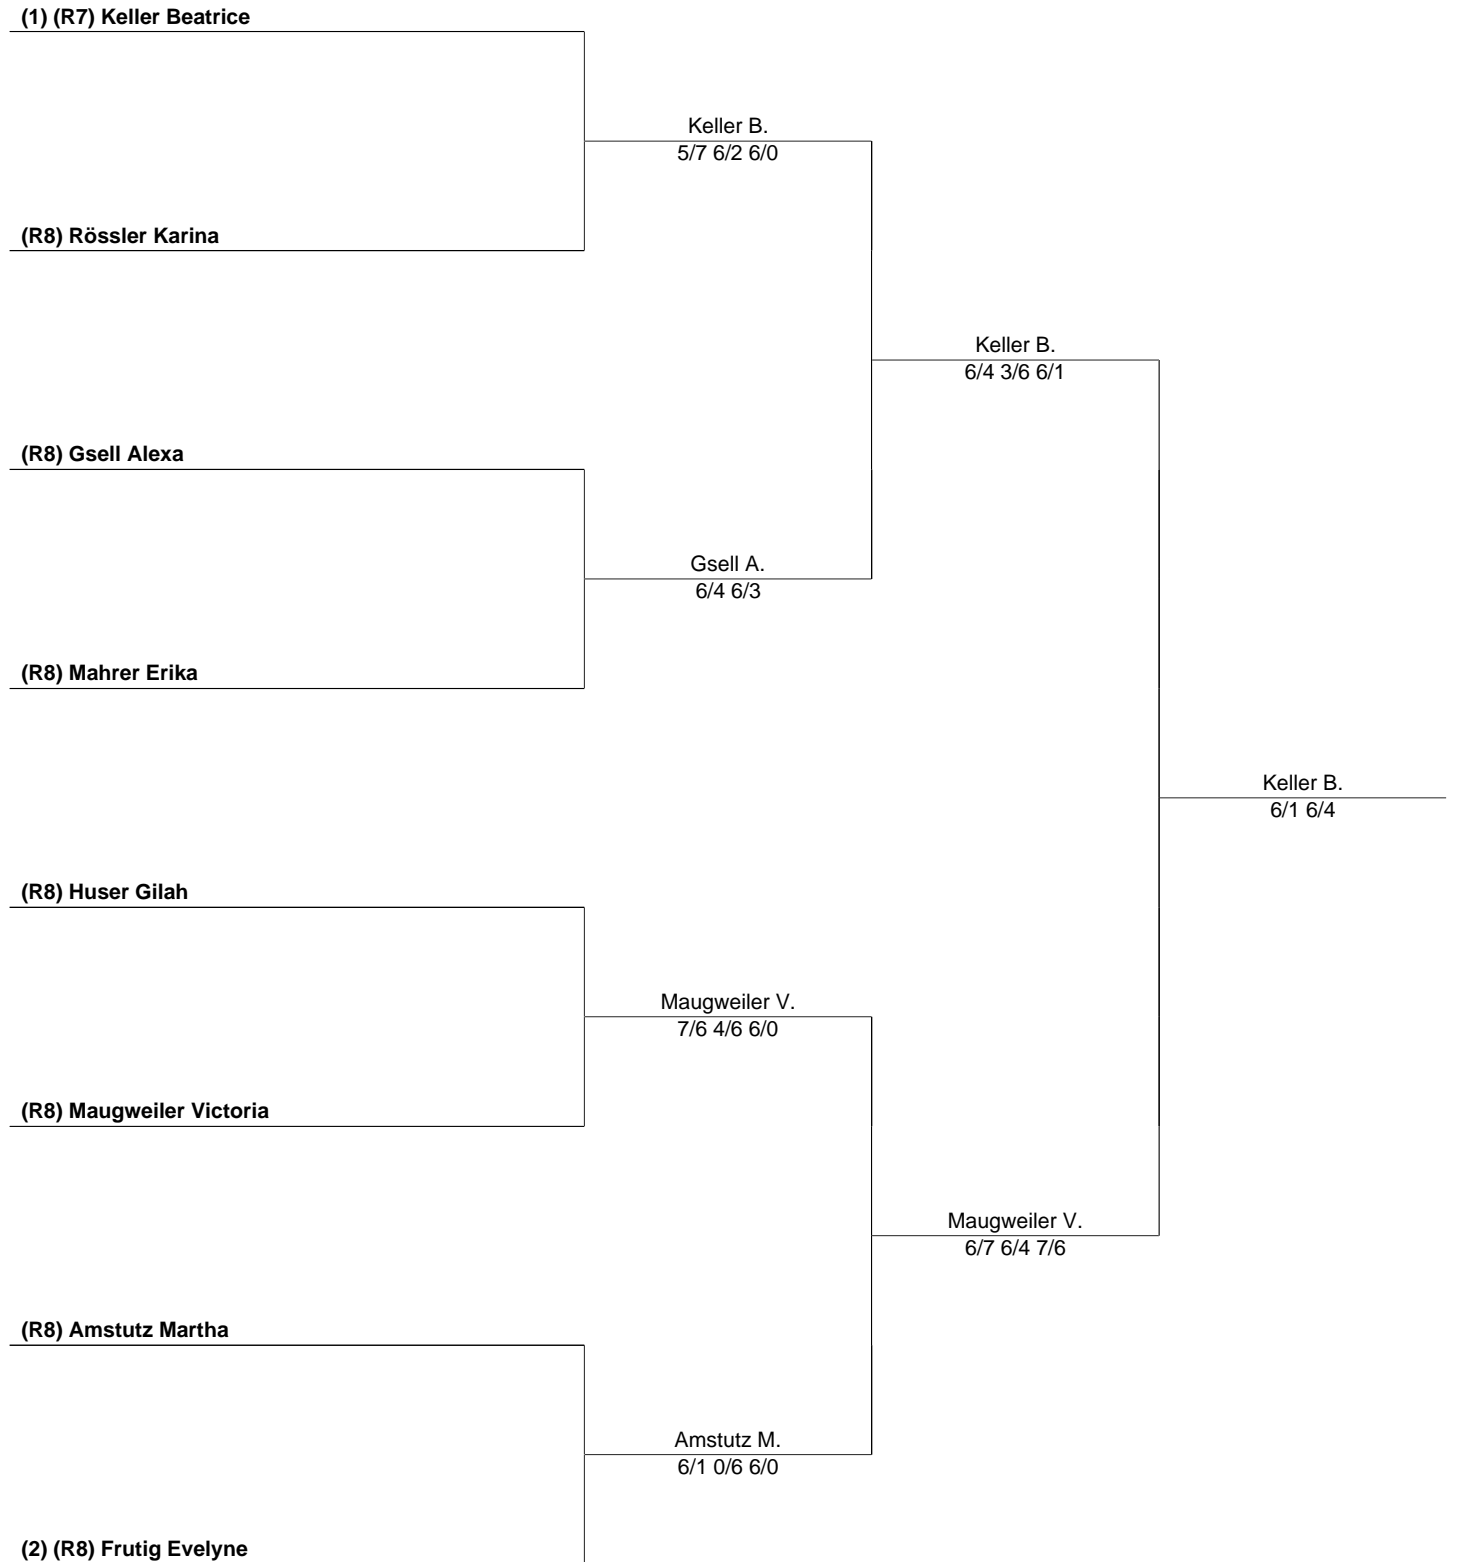 (1) (R7) Keller Beatrice
Keller B.
5/7 6/2 6/0
(R8) Rössler Karina
Keller B.
6/4 3/6 6/1
(R8) Gsell Alexa
Gsell A.
6/4 6/3
(R8) Mahrer Erika
Keller B.
6/1 6/4
(R8) Huser Gilah
Maugweiler V.
7/6 4/6 6/0
(R8) Maugweiler Victoria
Maugweiler V.
6/7 6/4 7/6
(R8) Amstutz Martha
Amstutz M.
6/1 0/6 6/0
(2) (R8) Frutig Evelyne